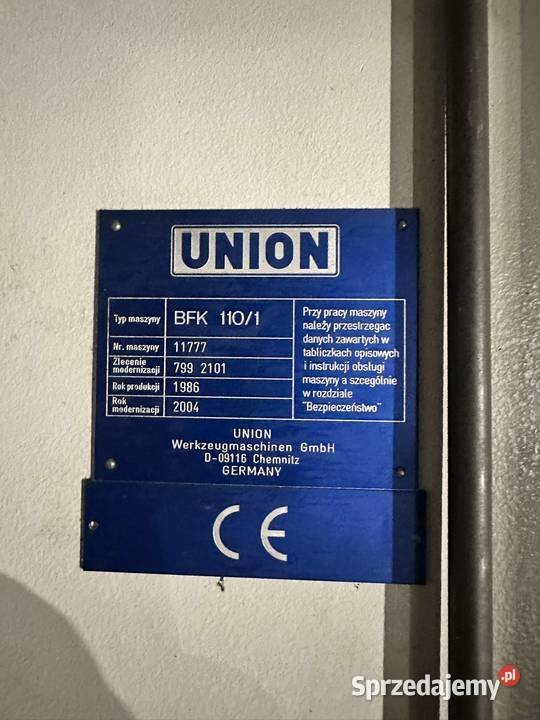 UNION
Typ maszyny BFK 110/1
Nr. maszyny 11777
Zlecenie
modernizacji 799 2101
Rok produkcji 1986
Rok
modernizacji 2004
Przy pracy maszyny
należy przestrzegac
danych zawartych w
tabliczkach opisowych
i instrukcji obsługi
maszyny a szczególnie
w rozdziale
"Bezpieczeństwo"
UNION
Werkzeugmaschinen GmbH
D-09116 Chemnitz
GERMANY
CE
Sprzedajemy.pl